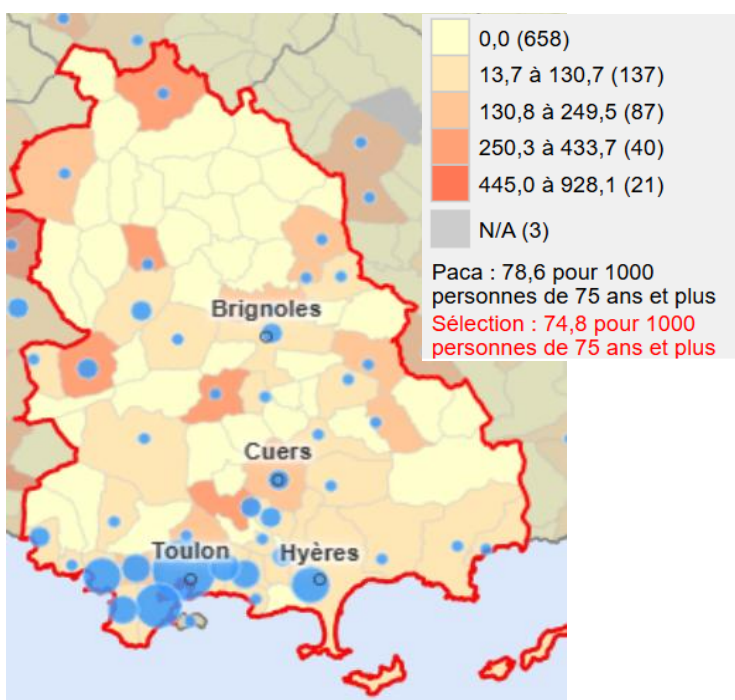 0,0 (658)
13,7 à 130,7 (137)
130,8 à 249,5 (87)
250,3 à 433,7 (40)
445,0 à 928,1 (21)
N/A (3)
Paca : 78,6 pour 1000
personnes de 75 ans et plus
Sélection : 74,8 pour 1000
personnes de 75 ans et plus
Brignoles
Cuers
Toulon
Hyères